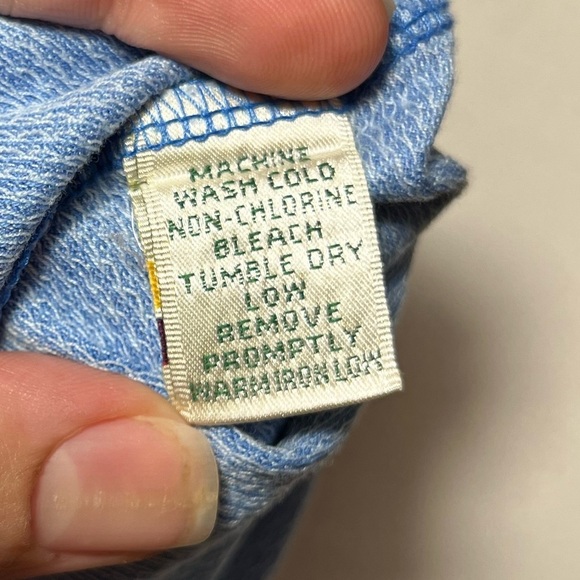 MACHINE
WASH COLD
NON-CHLORINE
BLEACH
TUMBLE DRY
LOW
REMOVE
PROMPTLY
WARM IRON LOW